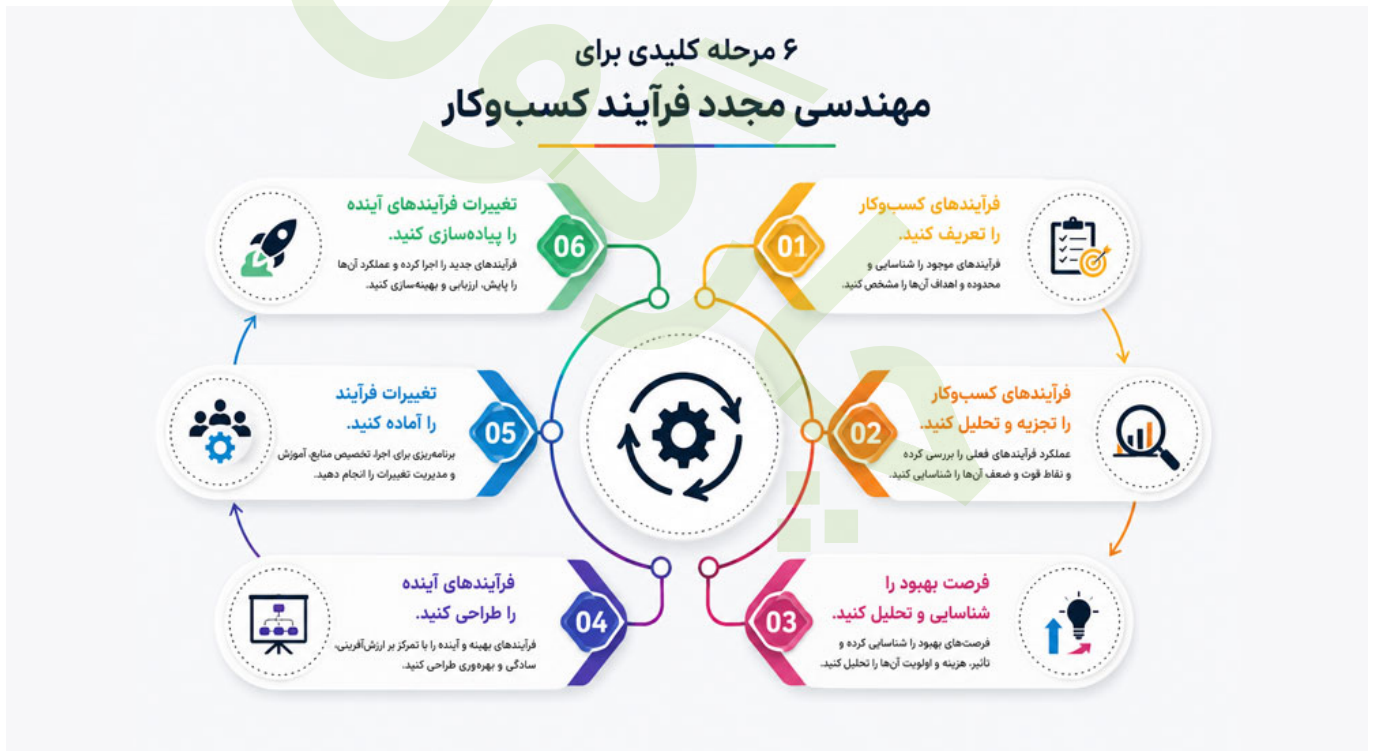 ۶ مرحله کلیدی برای
مهندسی مجدد فرآیند کسب‌وکار
01
فرآیندهای کسب‌وکار
را تعریف کنید.
فرآیندهای موجود را شناسایی و
محدوده و اهداف آن‌ها را مشخص کنید.
02
فرآیندهای کسب‌وکار
را تجزیه و تحلیل کنید.
عملکرد فرآیندهای فعلی را بررسی کرده
و نقاط قوت و ضعف آن‌ها را شناسایی کنید.
03
فرصت بهبود را
شناسایی و تحلیل کنید.
فرصت‌های بهبود را شناسایی کرده و
تأثیر، هزینه و اولویت آن‌ها را تحلیل کنید.
04
فرآیندهای آینده
را طراحی کنید.
فرآیندهای بهینه و آینده را با تمرکز بر ارزش‌آفرینی،
سادگی و بهره‌وری طراحی کنید.
05
تغییرات فرآیند
را آماده کنید.
برنامه‌ریزی برای اجرا، تخصیص منابع، آموزش
و مدیریت تغییرات را انجام دهید.
06
تغییرات فرآیندهای آینده
را پیاده‌سازی کنید.
فرآیندهای جدید را اجرا کرده و عملکرد آن‌ها
را پایش، ارزیابی و بهینه‌سازی کنید.